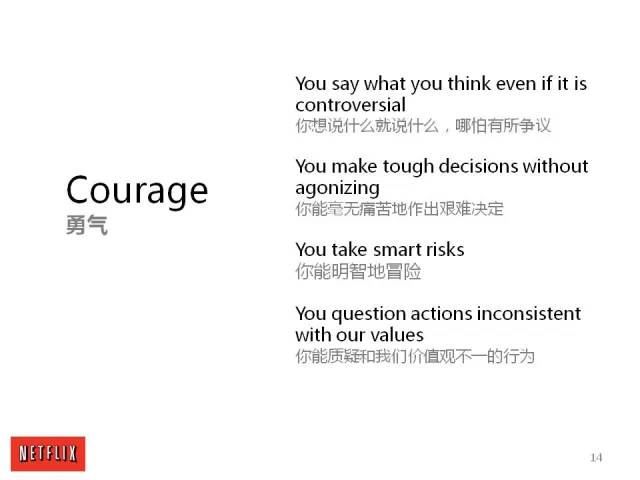 Courage
勇气
You say what you think even if it is
controversial
你想说什么就说什么，哪怕有所争议
You make tough decisions without
agonizing
你能毫无痛苦地作出艰难决定
You take smart risks
你能明智地冒险
You question actions inconsistent
with our values
你能质疑和我们价值观不一的行为
NETFLIX
14